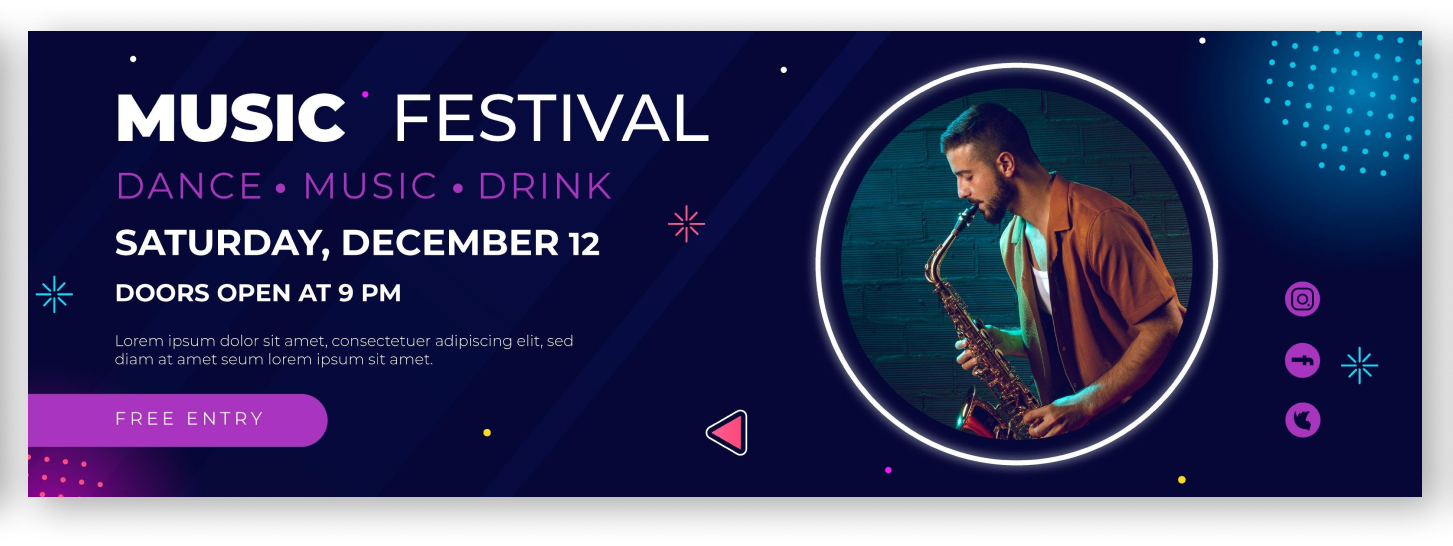 MUSIC FESTIVAL
DANCE • MUSIC • DRINK
SATURDAY, DECEMBER 12
DOORS OPEN AT 9 PM
Lorem ipsum dolor sit amet, consectetuer adipiscing elit, sed
diam at amet seum lorem ipsum sit amet.
FREE ENTRY